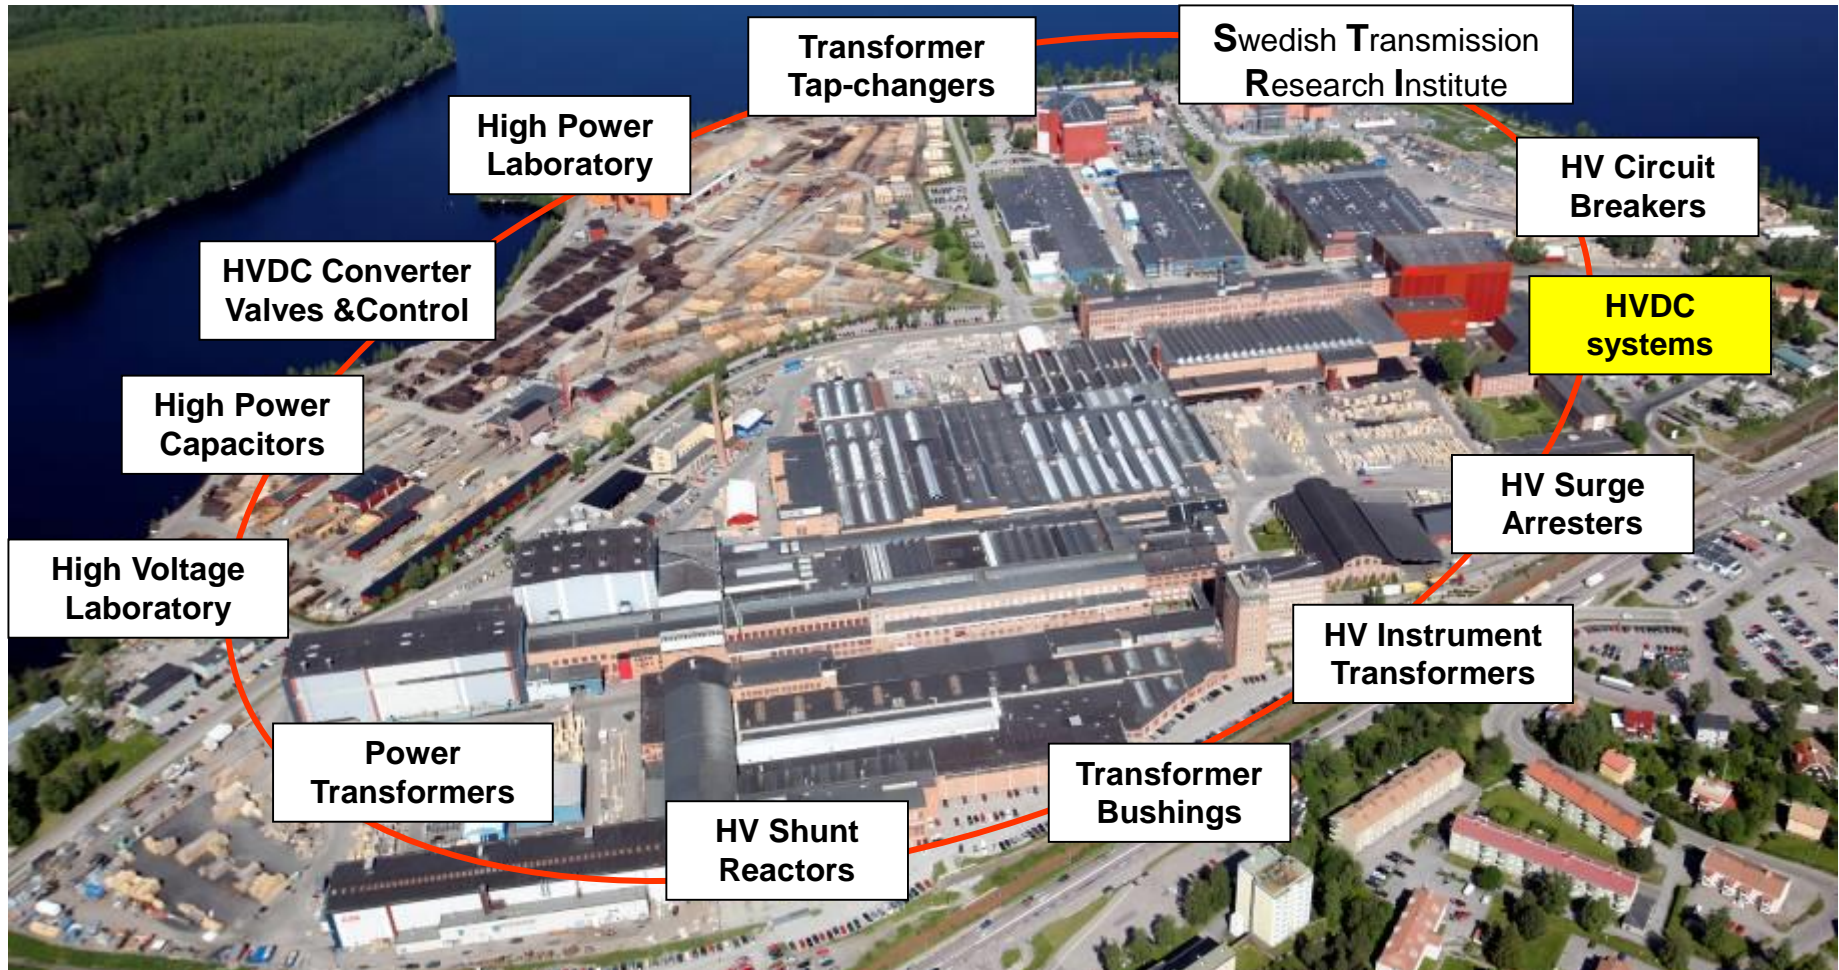 Transformer
Tap-changers
Swedish Transmission
Research Institute
High Power
Laboratory
HV Circuit
Breakers
HVDC Converter
Valves &Control
HVDC
systems
High Power
Capacitors
HV Surge
Arresters
High Voltage
Laboratory
HV Instrument
Transformers
Power
Transformers
Transformer
Bushings
HV Shunt
Reactors